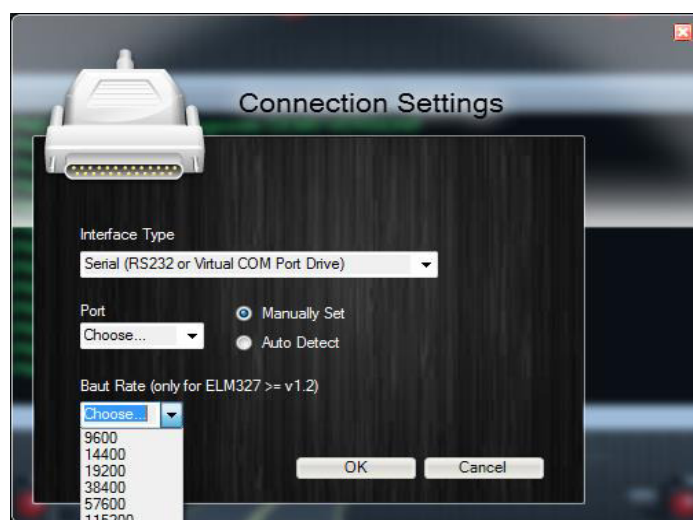 Connection Settings
Interface Type
Serial (RS232 or Virtual COM Port Drive)
Port
Choose...
Manually Set
Auto Detect
Baut Rate (only for ELM327 >= v1.2)
Choose...
9600
14400
19200
38400
57600
115200
OK
Cancel